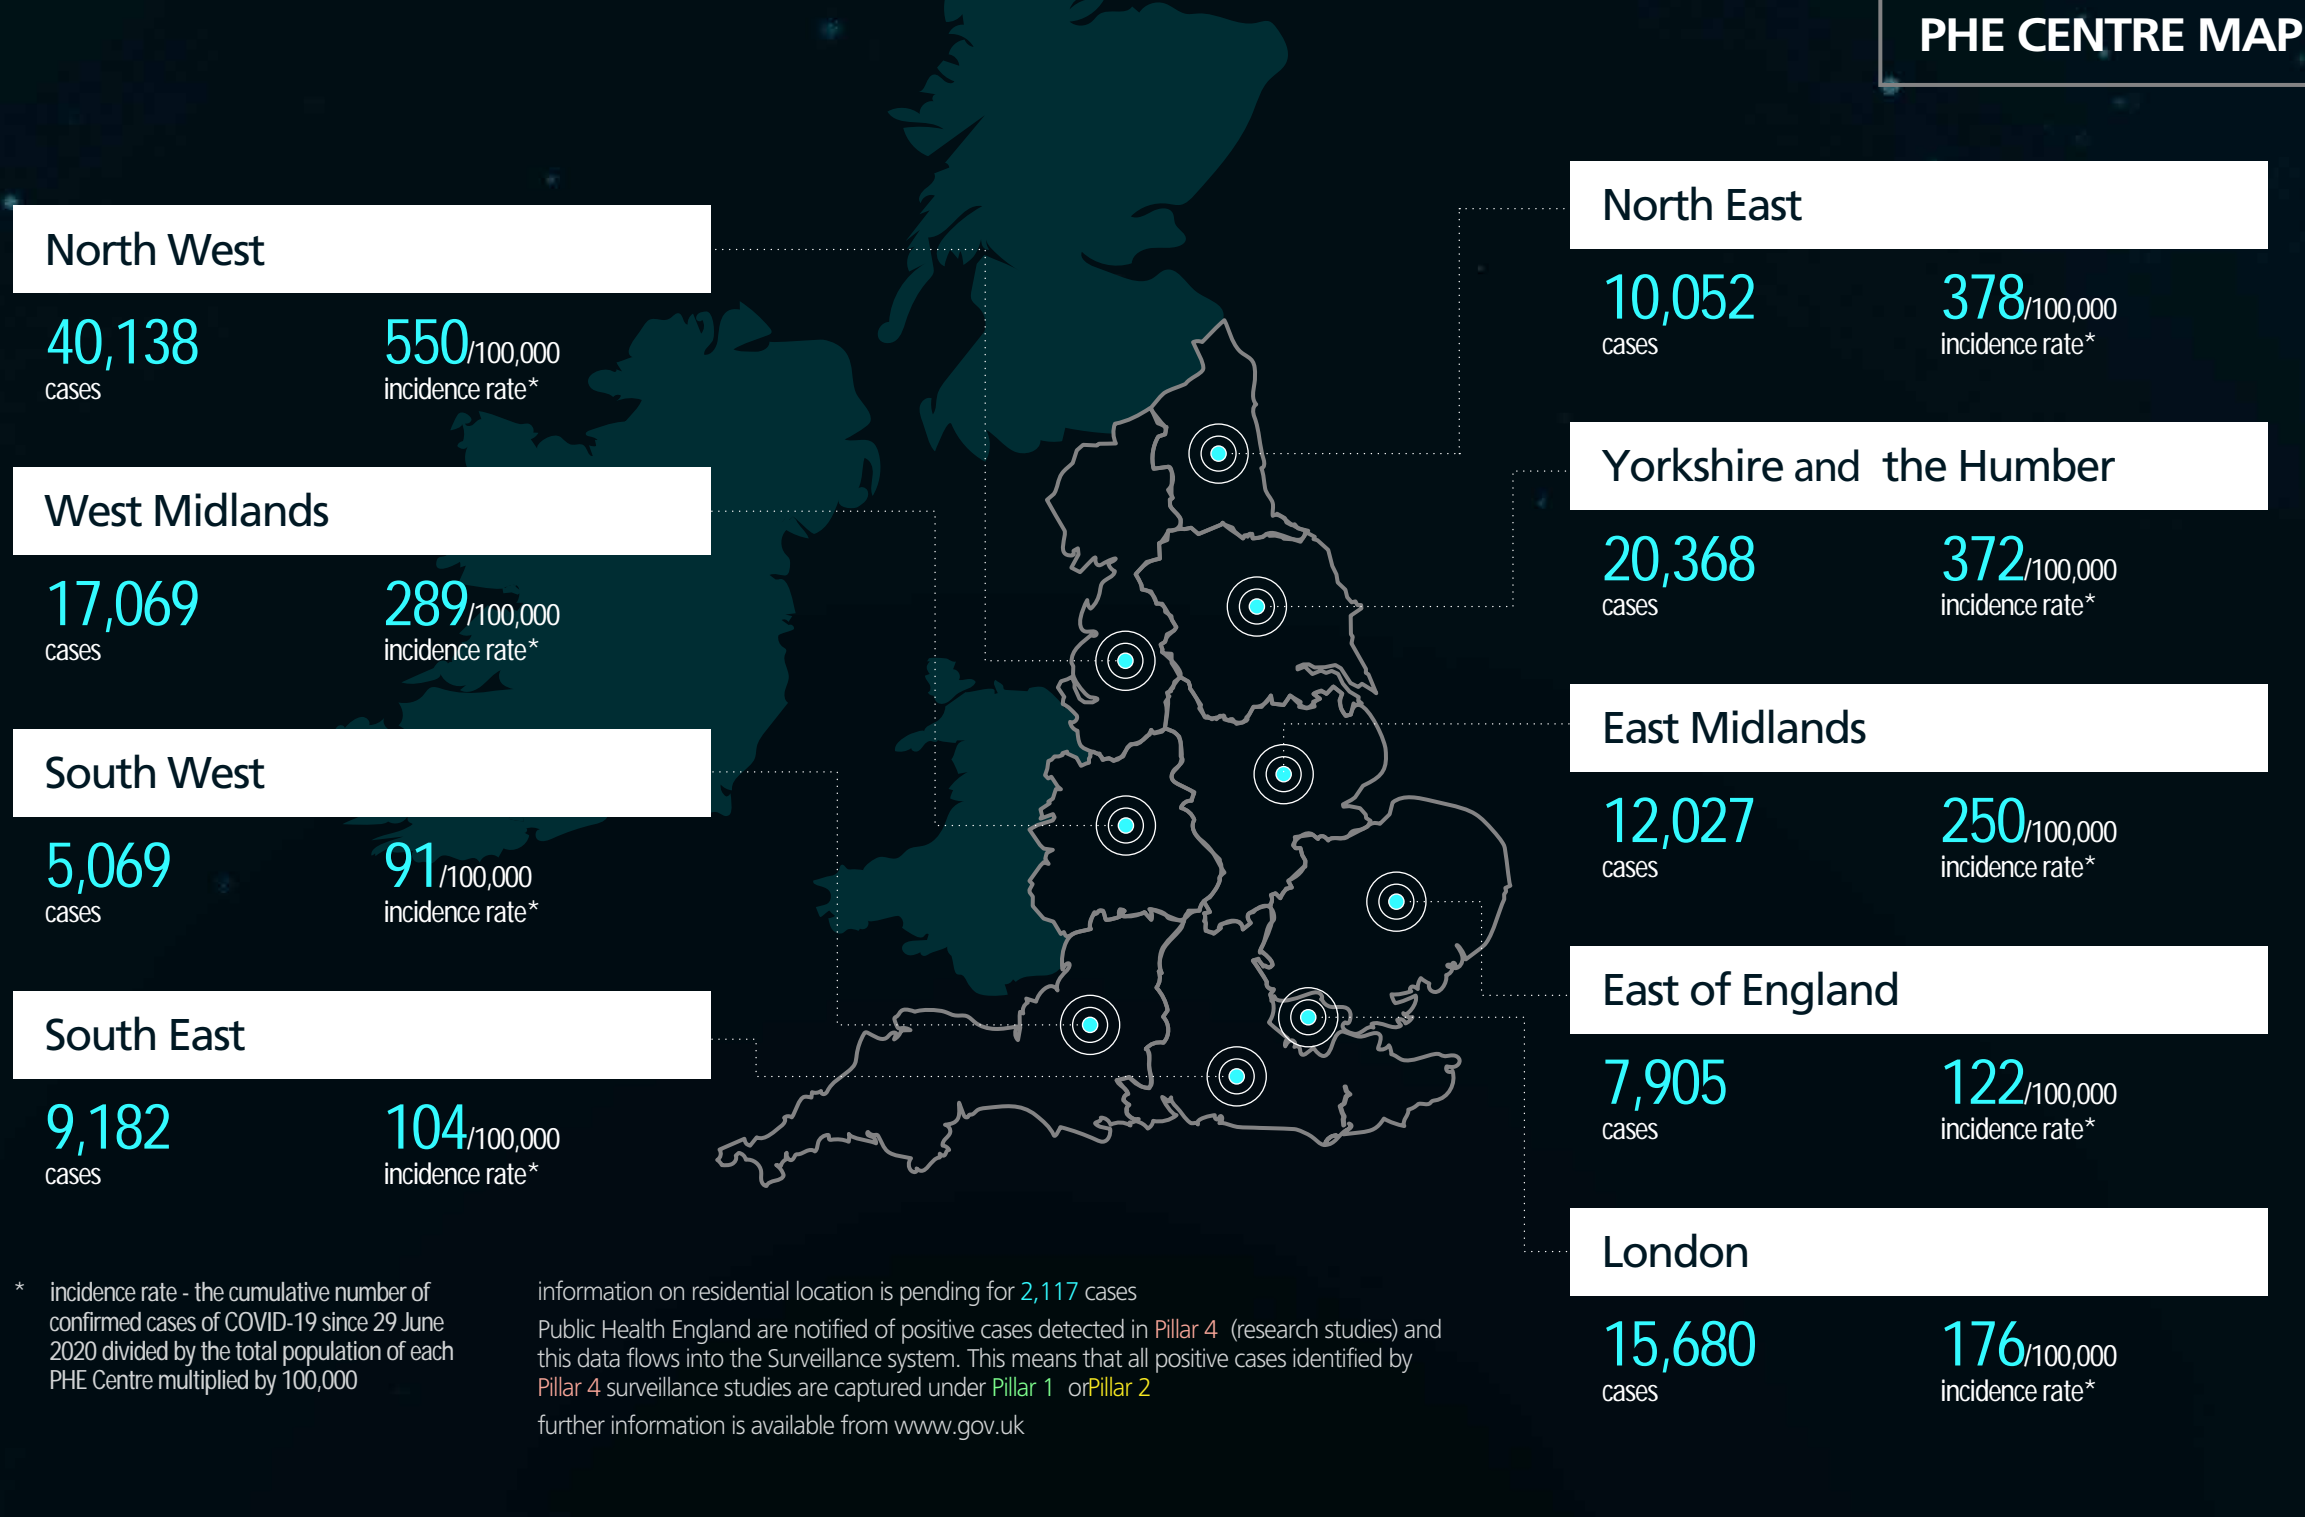 PHE CENTRE MAP
North West
40,138
cases
550/100,000
incidence rate*
West Midlands
17,069
cases
289/100,000
incidence rate*
South West
5,069
cases
91/100,000
incidence rate*
South East
9,182
cases
104/100,000
incidence rate*
North East
10,052
cases
378/100,000
incidence rate*
Yorkshire and the Humber
20,368
cases
372/100,000
incidence rate*
East Midlands
12,027
cases
250/100,000
incidence rate*
East of England
7,905
cases
122/100,000
incidence rate*
London
15,680
cases
176/100,000
incidence rate*
* incidence rate - the cumulative number of
confirmed cases of COVID-19 since 29 June
2020 divided by the total population of each
PHE Centre multiplied by 100,000
information on residential location is pending for 2,117 cases
Public Health England are notified of positive cases detected in Pillar 4 (research studies) and
this data flows into the Surveillance system. This means that all positive cases identified by
Pillar 4 surveillance studies are captured under Pillar 1 orPillar 2
further information is available from www.gov.uk